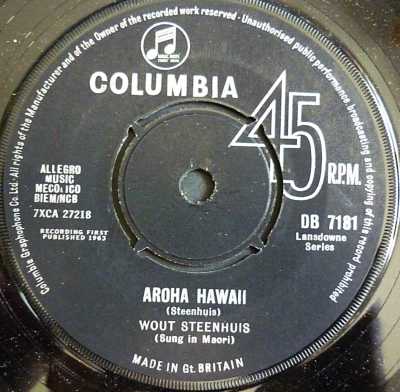 Columbia Graphophone Co. Ltd. All rights of the Manufacturer and of the Owner of the recorded work reserved - Unauthorised public performance, broadcasting and copying of this record prohibited
COLUMBIA
45
R.P.M.
ALLEGRO
MUSIC
MECOLICO
BIEM/NCB
7XCA 27218
RECORDING FIRST
PUBLISHED 1963
DB 7181
Lansdowne
Series
AROHA HAWAII
(Steenhuis)
WOUT STEENHUIS
(Sung in Maori)
MADE IN Gt. BRITAIN